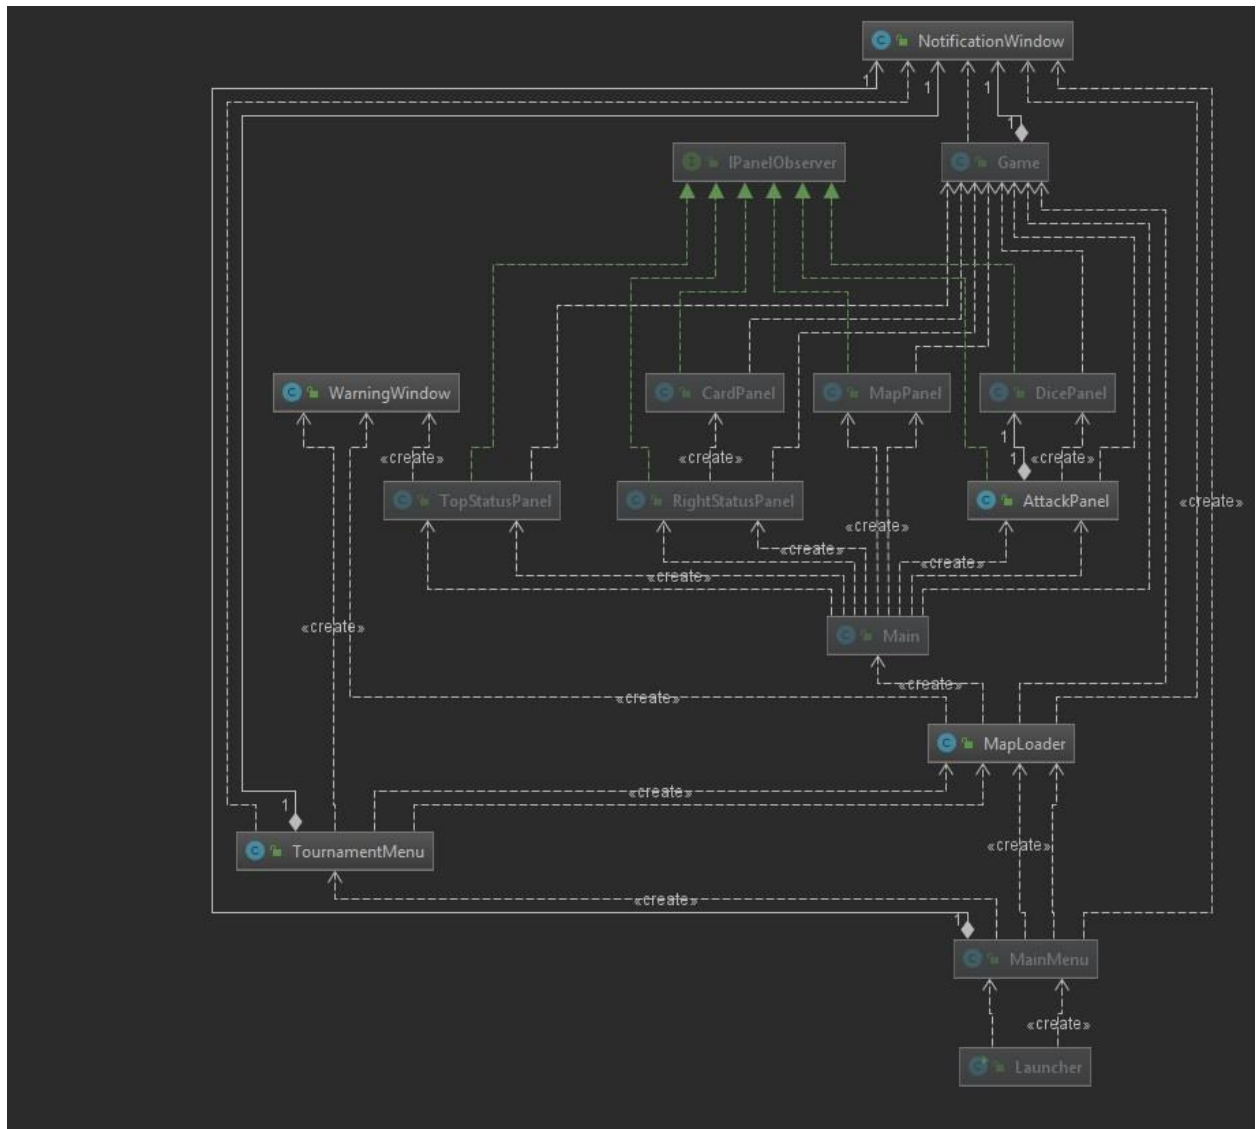 NotificationWindow
1
1
1
1
IPanelObserver
Game
WarningWindow
CardPanel
MapPanel
DicePanel
1
1
«create»
«create»
«create»
TopStatusPanel
RightStatusPanel
AttackPanel
«create»
«create»
«create»
«create»
«create»
«create»
Main
«create»
«create»
MapLoader
«create»
1
TournamentMenu
«create»
«create»
1
MainMenu
«create»
Launcher